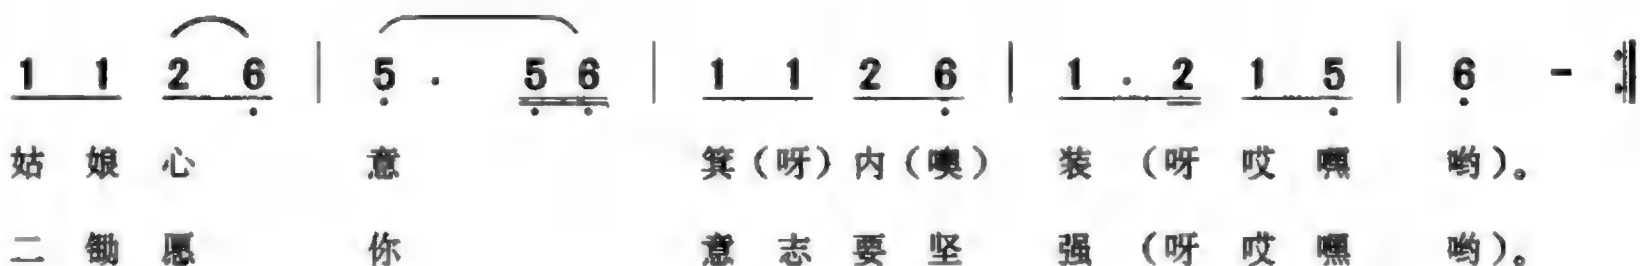 1 1 2 6 | 5 . 5 6 | 1 1 2 6 | 1 . 2 1 5 | 6 - :‖
姑 娘 心 意 箕（呀）内（噢） 装 （呀 哎 嘿 哟）。
二 锄 愿 你 意 志 要 坚 强 （呀 哎 嘿 哟）。